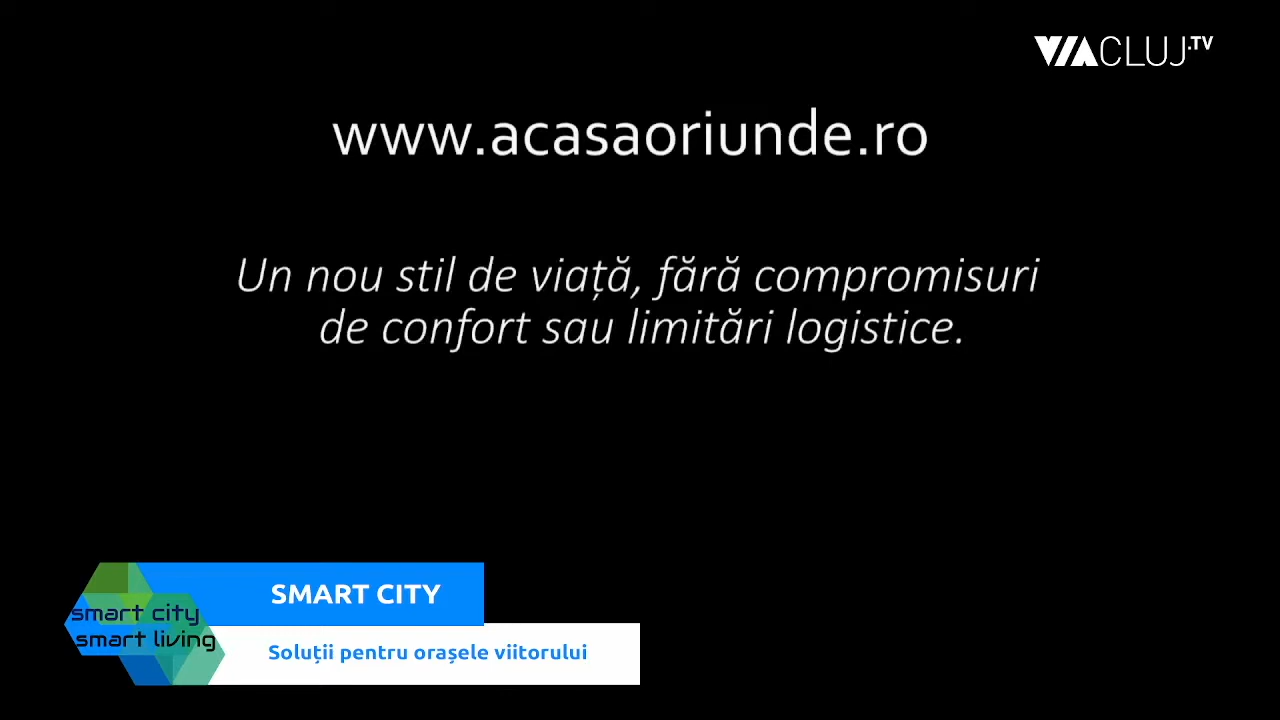 VIACLUJ.TV
www.acasaoriunde.ro
Un nou stil de viață, fără compromisuri
de confort sau limitări logistice.
SMART CITY
smart city
smart living
Soluții pentru orașele viitorului